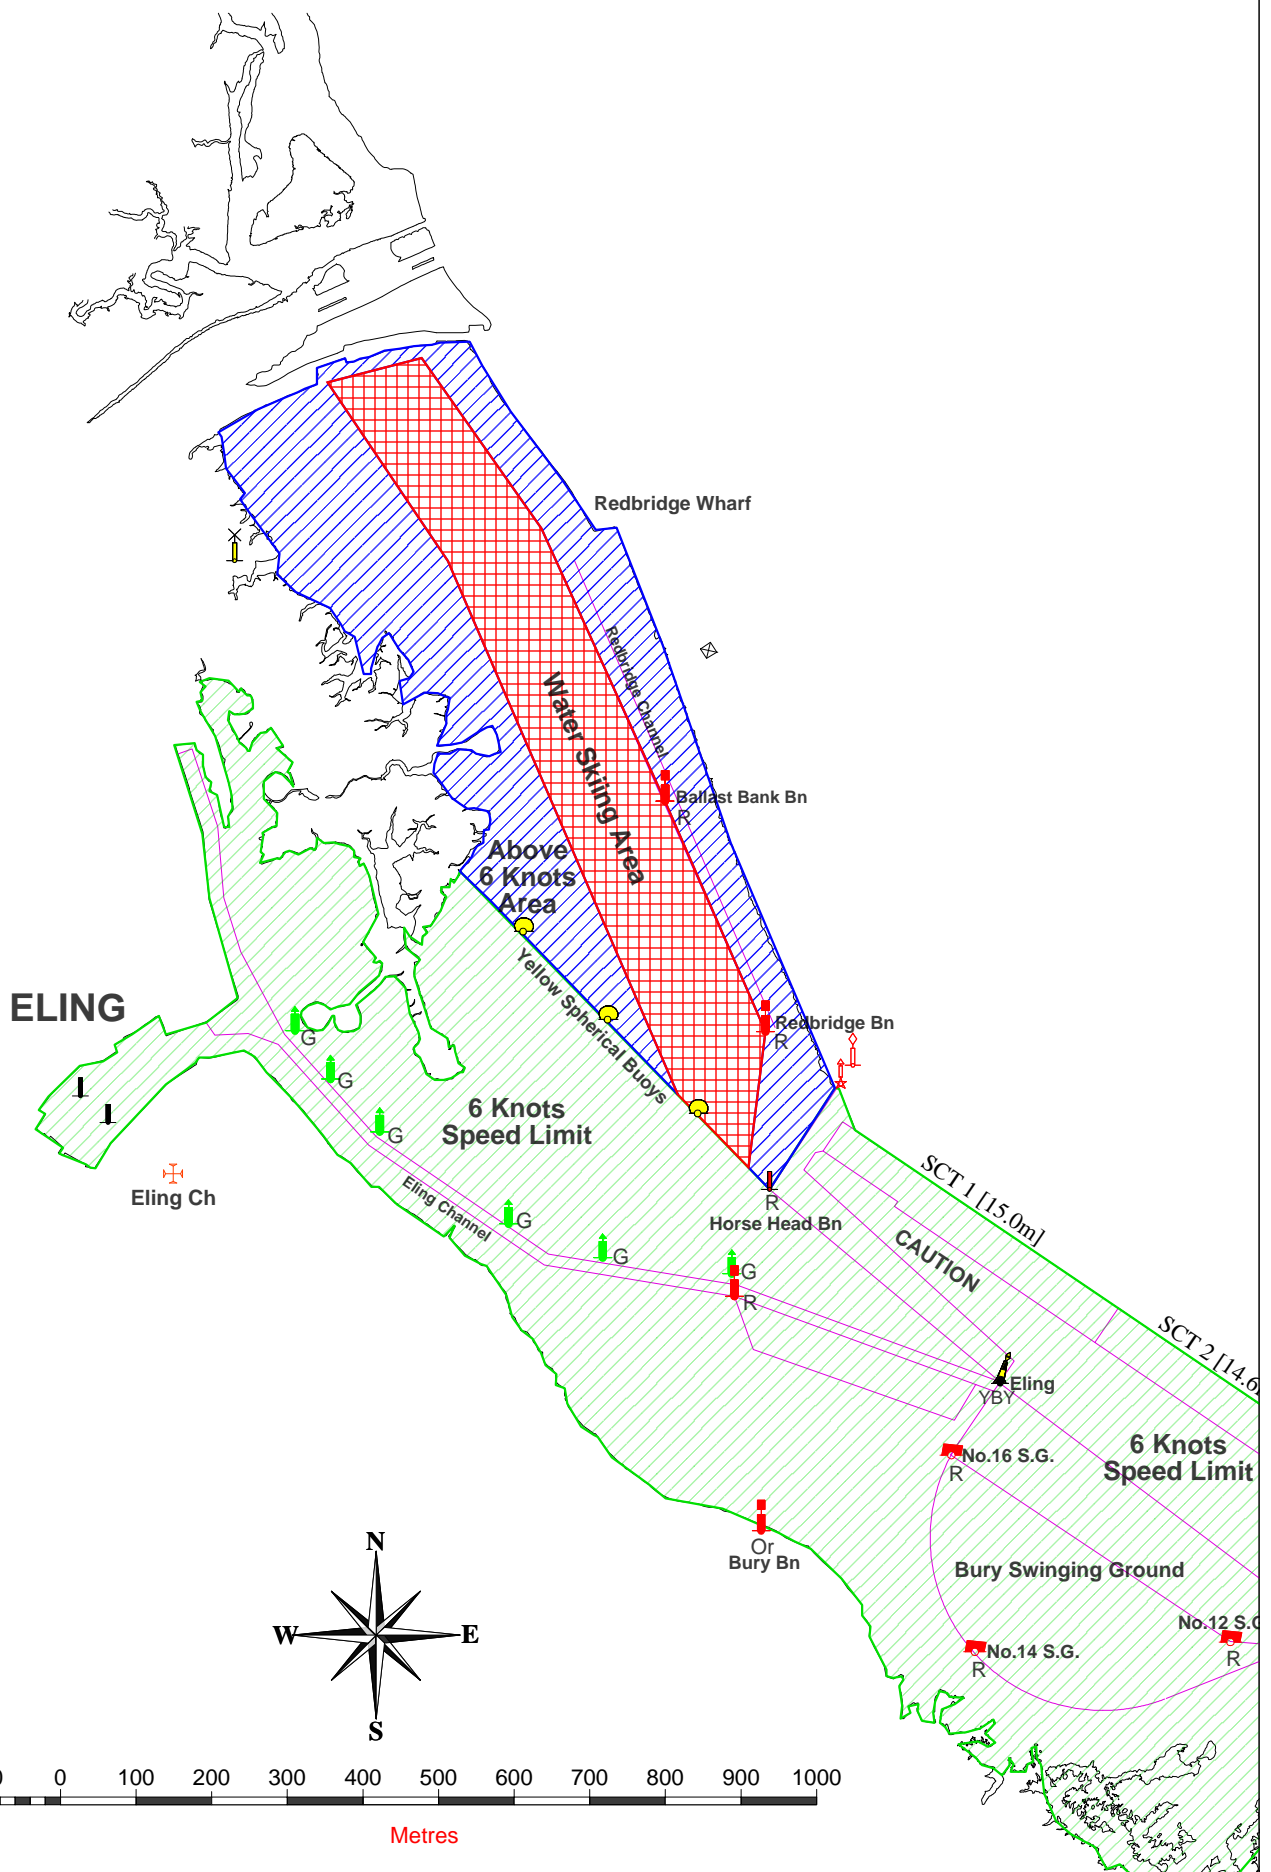 Redbridge Wharf
Redbridge Channel
Water Skiing Area
Ballast Bank Bn
R
Above
6 Knots
Area
Yellow Spherical Buoys
ELING
G
Redbridge Bn
R
G
6 Knots
Speed Limit
G
Eling Ch
Eling Channel
R
Horse Head Bn
SCT 1 [15.0m]
CAUTION
G
G
G
R
SCT 2 [14.6
Eling
YBY
No.16 S.G.
R
6 Knots
Speed Limit
Or
Bury Bn
Bury Swinging Ground
No.12 S.G
R
No.14 S.G.
R
N
W
E
S
0 0 100 200 300 400 500 600 700 800 900 1000
Metres